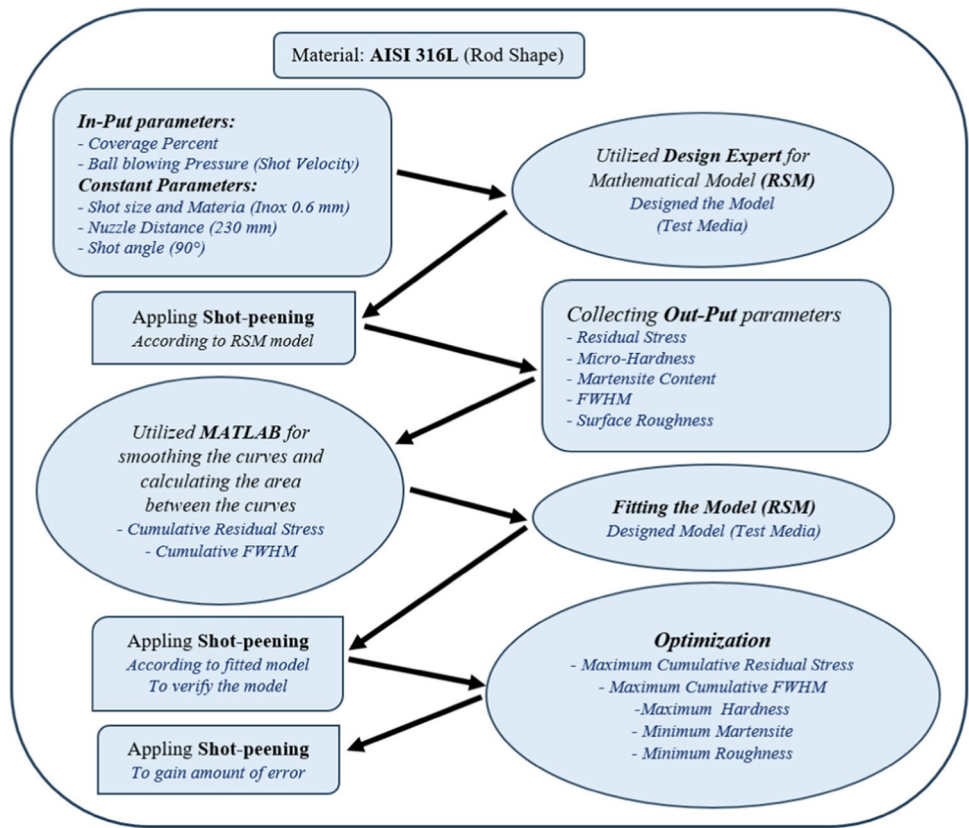 Material: AISI 316L (Rod Shape)
In-Put parameters:
- Coverage Percent
- Ball blowing Pressure (Shot Velocity)
Constant Parameters:
- Shot size and Materia (Inox 0.6 mm)
- Nuzzle Distance (230 mm)
- Shot angle (90°)
Utilized Design Expert for
Mathematical Model (RSM)
Designed the Model
(Test Media)
Appling Shot-peening
According to RSM model
Collecting Out-Put parameters
- Residual Stress
- Micro-Hardness
- Martensite Content
- FWHM
- Surface Roughness
Utilized MATLAB for
smoothing the curves and
calculating the area
between the curves
- Cumulative Residual Stress
- Cumulative FWHM
Fitting the Model (RSM)
Designed Model (Test Media)
Appling Shot-peening
According to fitted model
To verify the model
Optimization
- Maximum Cumulative Residual Stress
- Maximum Cumulative FWHM
-Maximum Hardness
- Minimum Martensite
- Minimum Roughness
Appling Shot-peening
To gain amount of error